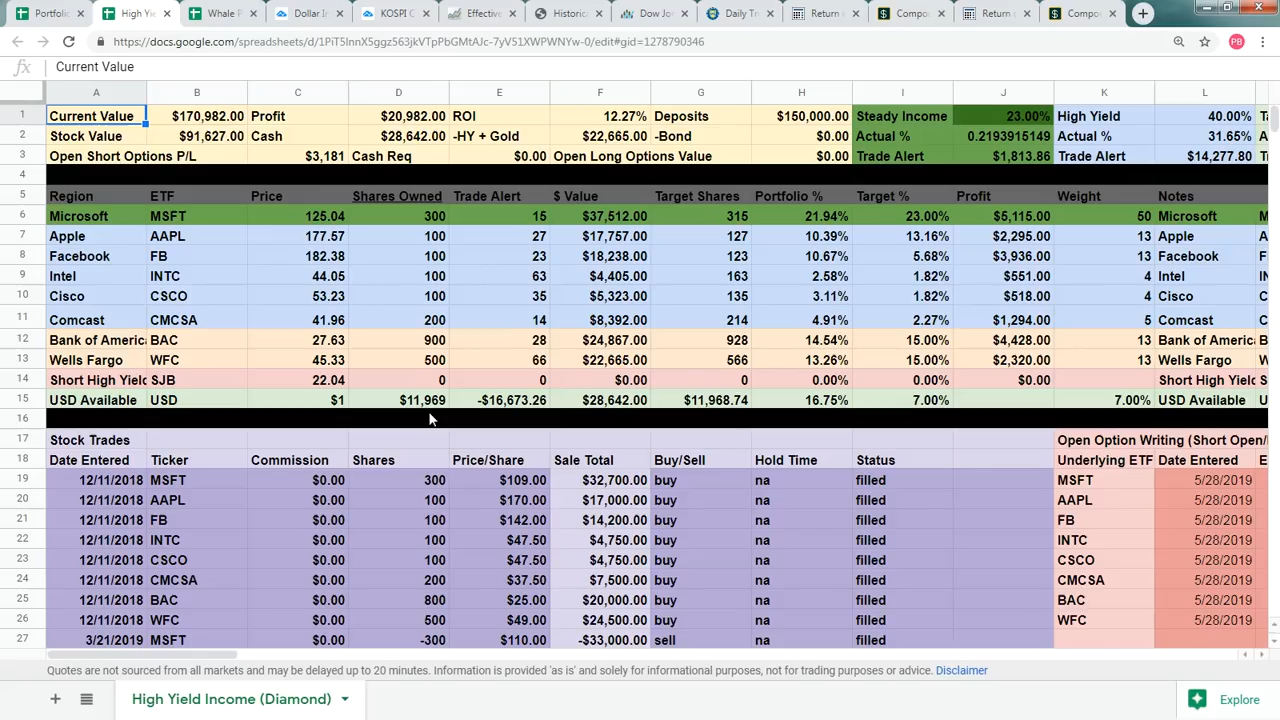 Portfolic
High Yie
Whale P
Dollar In
KOSPI C
Effective
Historica
Dow Jo
Daily Tr
Return o
Compo
Return o
Compo
https://docs.google.com/spreadsheets/d/1PiT5InnX5ggz563jkVTpPbGMtAJc-7yV51XWPWNYw-0/edit#gid=1278790346
PB
fx Current Value
A B C D E F G H I J K L
1 Current Value $170,982.00 Profit $20,982.00 ROI 12.27% Deposits $150,000.00 Steady Income 23.00% High Yield 40.00%
2 Stock Value $91,627.00 Cash $28,642.00 -HY + Gold $22,665.00 -Bond $0.00 Actual % 0.2193915149 Actual % 31.65%
3 Open Short Options P/L $3,181 Cash Req $0.00 Open Long Options Value $0.00 Trade Alert $1,813.86 Trade Alert $14,277.80
4
5 Region ETF Price Shares Owned Trade Alert $ Value Target Shares Portfolio % Target % Profit Weight Notes
6 Microsoft MSFT 125.04 300 15 $37,512.00 315 21.94% 23.00% $5,115.00 50 Microsoft
7 Apple AAPL 177.57 100 27 $17,757.00 127 10.39% 13.16% $2,295.00 13 Apple
8 Facebook FB 182.38 100 23 $18,238.00 123 10.67% 5.68% $3,936.00 13 Facebook
9 Intel INTC 44.05 100 63 $4,405.00 163 2.58% 1.82% $551.00 4 Intel
10 Cisco CSCO 53.23 100 35 $5,323.00 135 3.11% 1.82% $518.00 4 Cisco
11 Comcast CMCSA 41.96 200 14 $8,392.00 214 4.91% 2.27% $1,294.00 5 Comcast
12 Bank of America BAC 27.63 900 28 $24,867.00 928 14.54% 15.00% $4,428.00 13 Bank of America
13 Wells Fargo WFC 45.33 500 66 $22,665.00 566 13.26% 15.00% $2,320.00 13 Wells Fargo
14 Short High Yield SJB 22.04 0 0 $0.00 0 0.00% 0.00% $0.00 Short High Yield
15 USD Available USD $1 $11,969 -$16,673.26 $28,642.00 $11,968.74 16.75% 7.00% 7.00% USD Available
16
17 Stock Trades Open Option Writing (Short Open/
18 Date Entered Ticker Commission Shares Price/Share Sale Total Buy/Sell Hold Time Status Underlying ETF Date Entered
19 12/11/2018 MSFT $0.00 300 $109.00 $32,700.00 buy na filled MSFT 5/28/2019
20 12/11/2018 AAPL $0.00 100 $170.00 $17,000.00 buy na filled AAPL 5/28/2019
21 12/11/2018 FB $0.00 100 $142.00 $14,200.00 buy na filled FB 5/28/2019
22 12/11/2018 INTC $0.00 100 $47.50 $4,750.00 buy na filled INTC 5/28/2019
23 12/11/2018 CSCO $0.00 100 $47.50 $4,750.00 buy na filled CSCO 5/28/2019
24 12/11/2018 CMCSA $0.00 200 $37.50 $7,500.00 buy na filled CMCSA 5/28/2019
25 12/11/2018 BAC $0.00 800 $25.00 $20,000.00 buy na filled BAC 5/28/2019
26 12/11/2018 WFC $0.00 500 $49.00 $24,500.00 buy na filled WFC 5/28/2019
27 3/21/2019 MSFT $0.00 -300 $110.00 -$33,000.00 sell na filled
Quotes are not sourced from all markets and may be delayed up to 20 minutes. Information is provided 'as is' and solely for informational purposes, not for trading purposes or advice. Disclaimer
High Yield Income (Diamond)
Explore